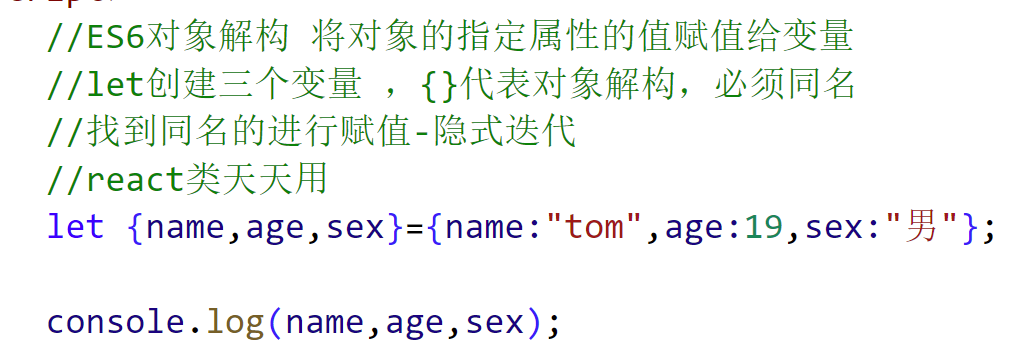 //ES6对象解构 将对象的指定属性的值赋值给变量
//let创建三个变量 ，{}代表对象解构，必须同名
//找到同名的进行赋值-隐式迭代
//react类天天用
let {name,age,sex}={name:"tom",age:19,sex:"男"};
console.log(name,age,sex);